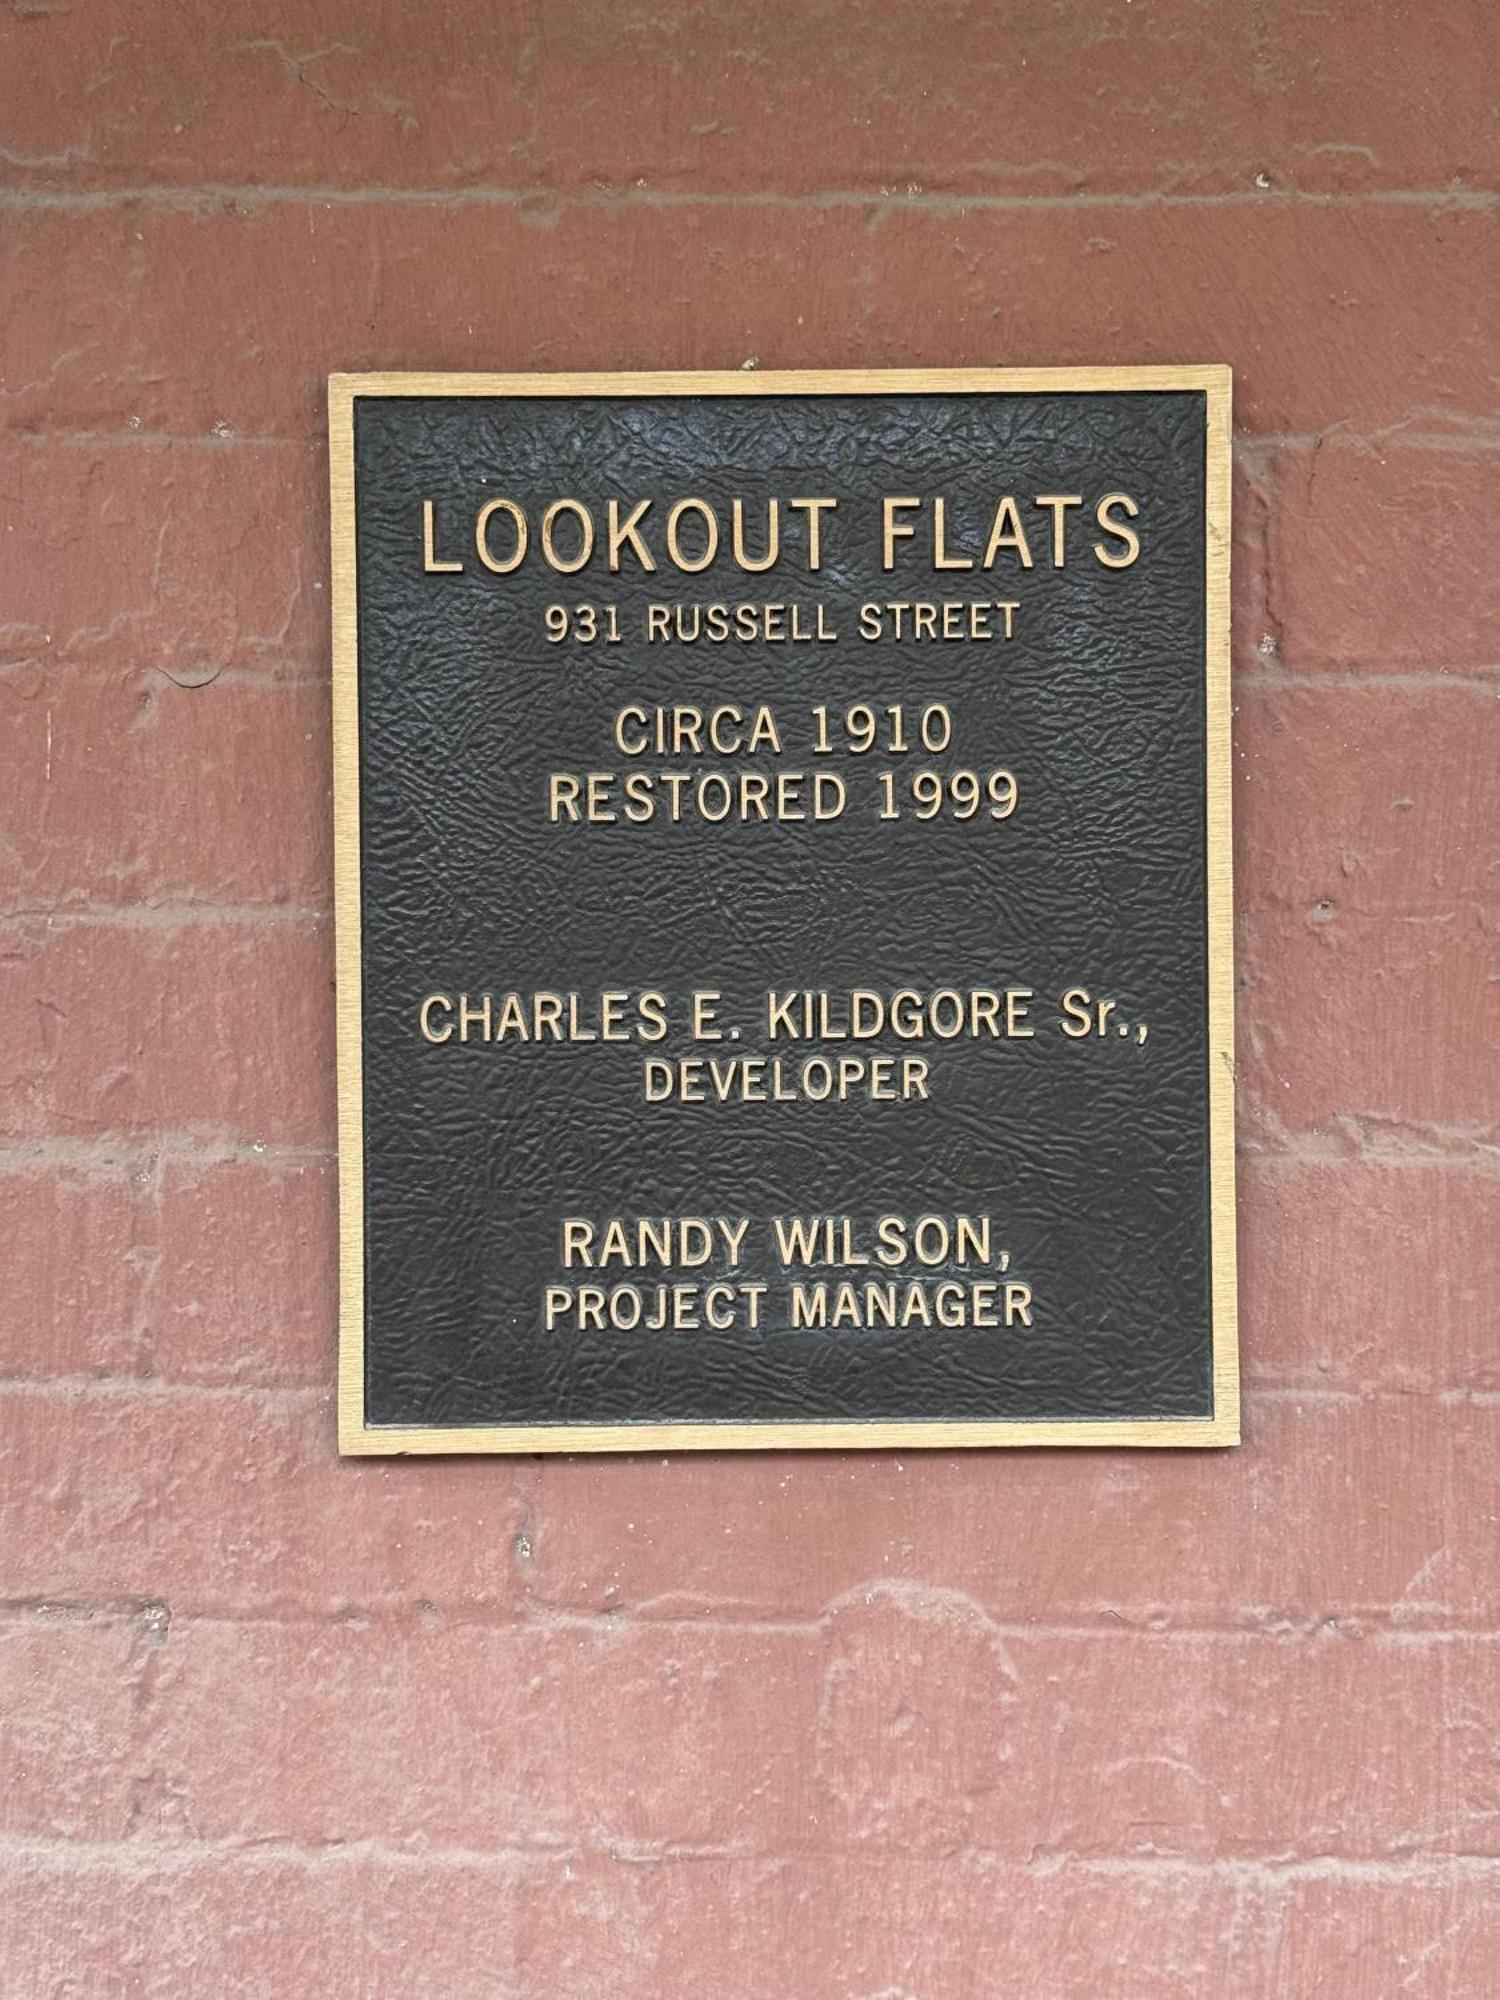 LOOKOUT FLATS
931 RUSSELL STREET
CIRCA 1910
RESTORED 1999
CHARLES E. KILDGORE Sr.,
DEVELOPER
RANDY WILSON,
PROJECT MANAGER